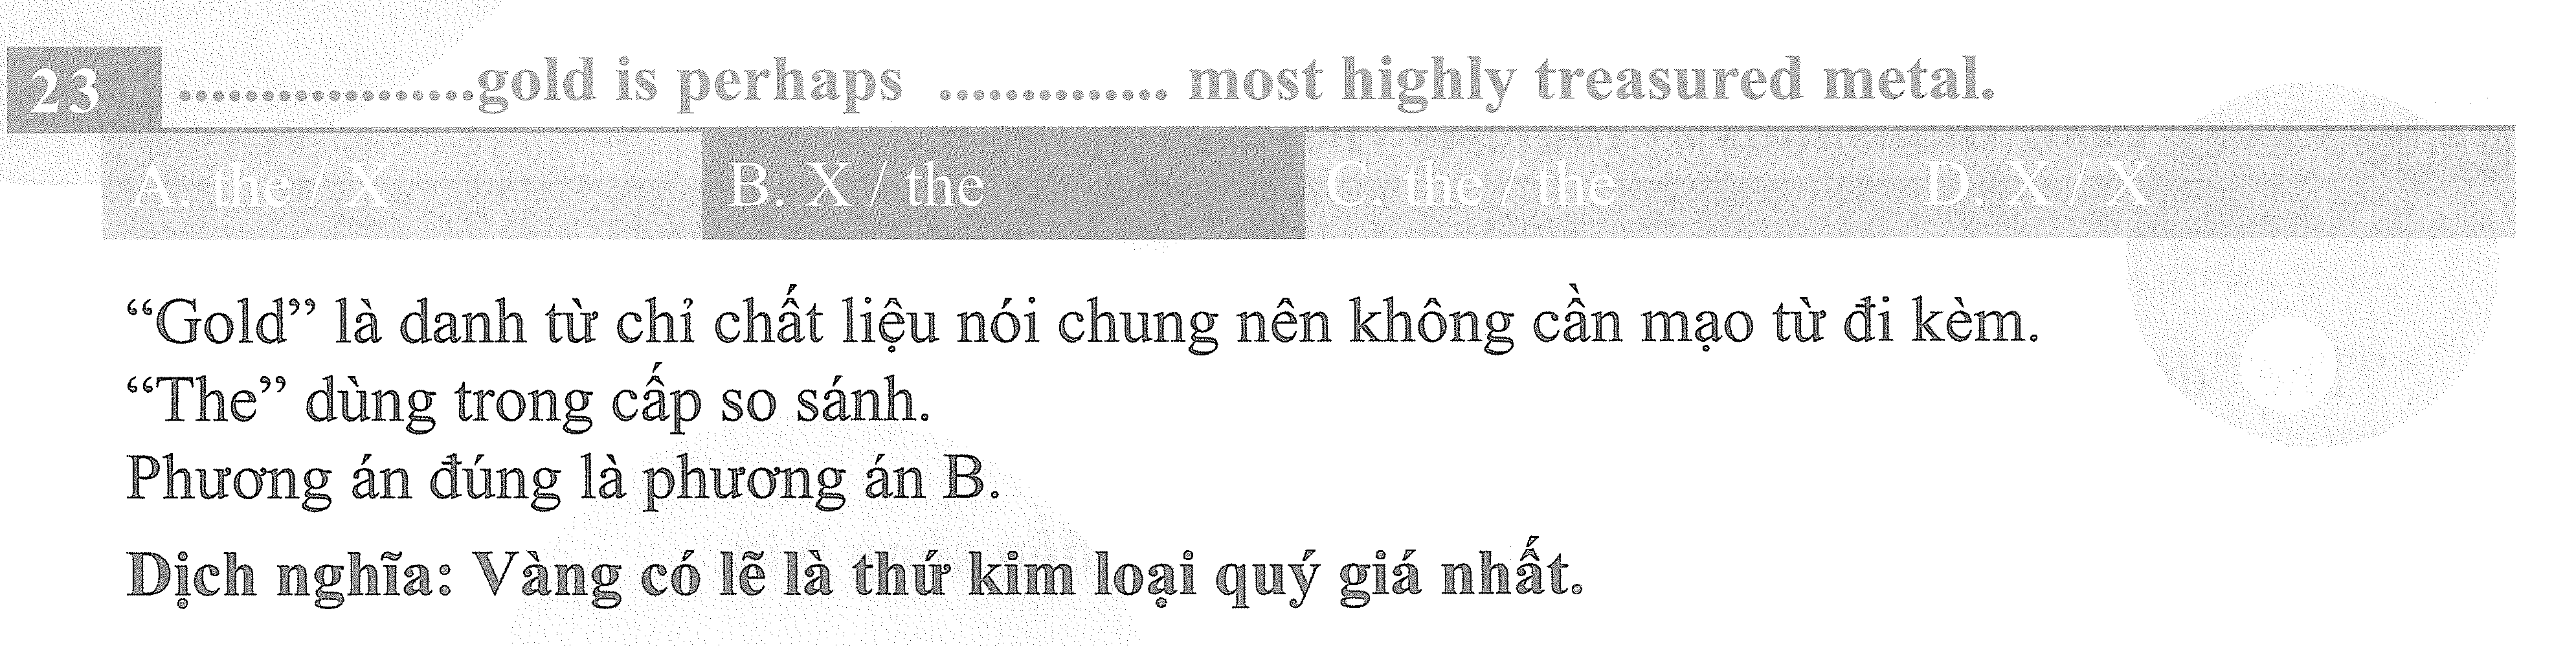 23 .................gold is perhaps .............. most highly treasured metal.
A. the / X B. X / the C. the / the D. X / X
“Gold” là danh từ chỉ chất liệu nói chung nên không cần mạo từ đi kèm.
“The” dùng trong cấp so sánh.
Phương án đúng là phương án B.
Dịch nghĩa: Vàng có lẽ là thứ kim loại quý giá nhất.